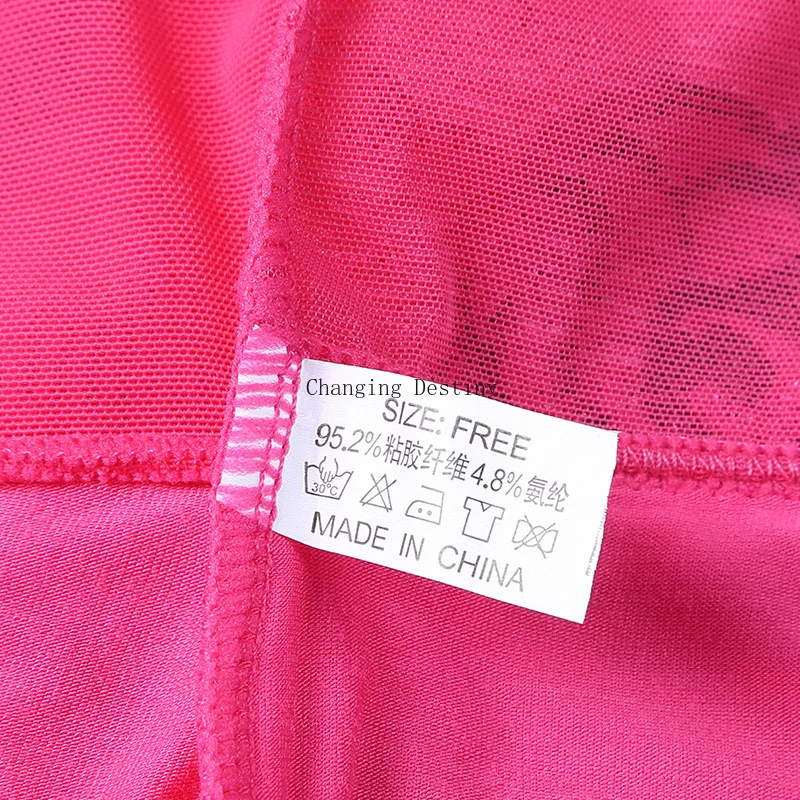 Changing Destiny
SIZE: FREE
95.2%粘胶纤维4.8%氨纶
30°C
MADE IN CHINA